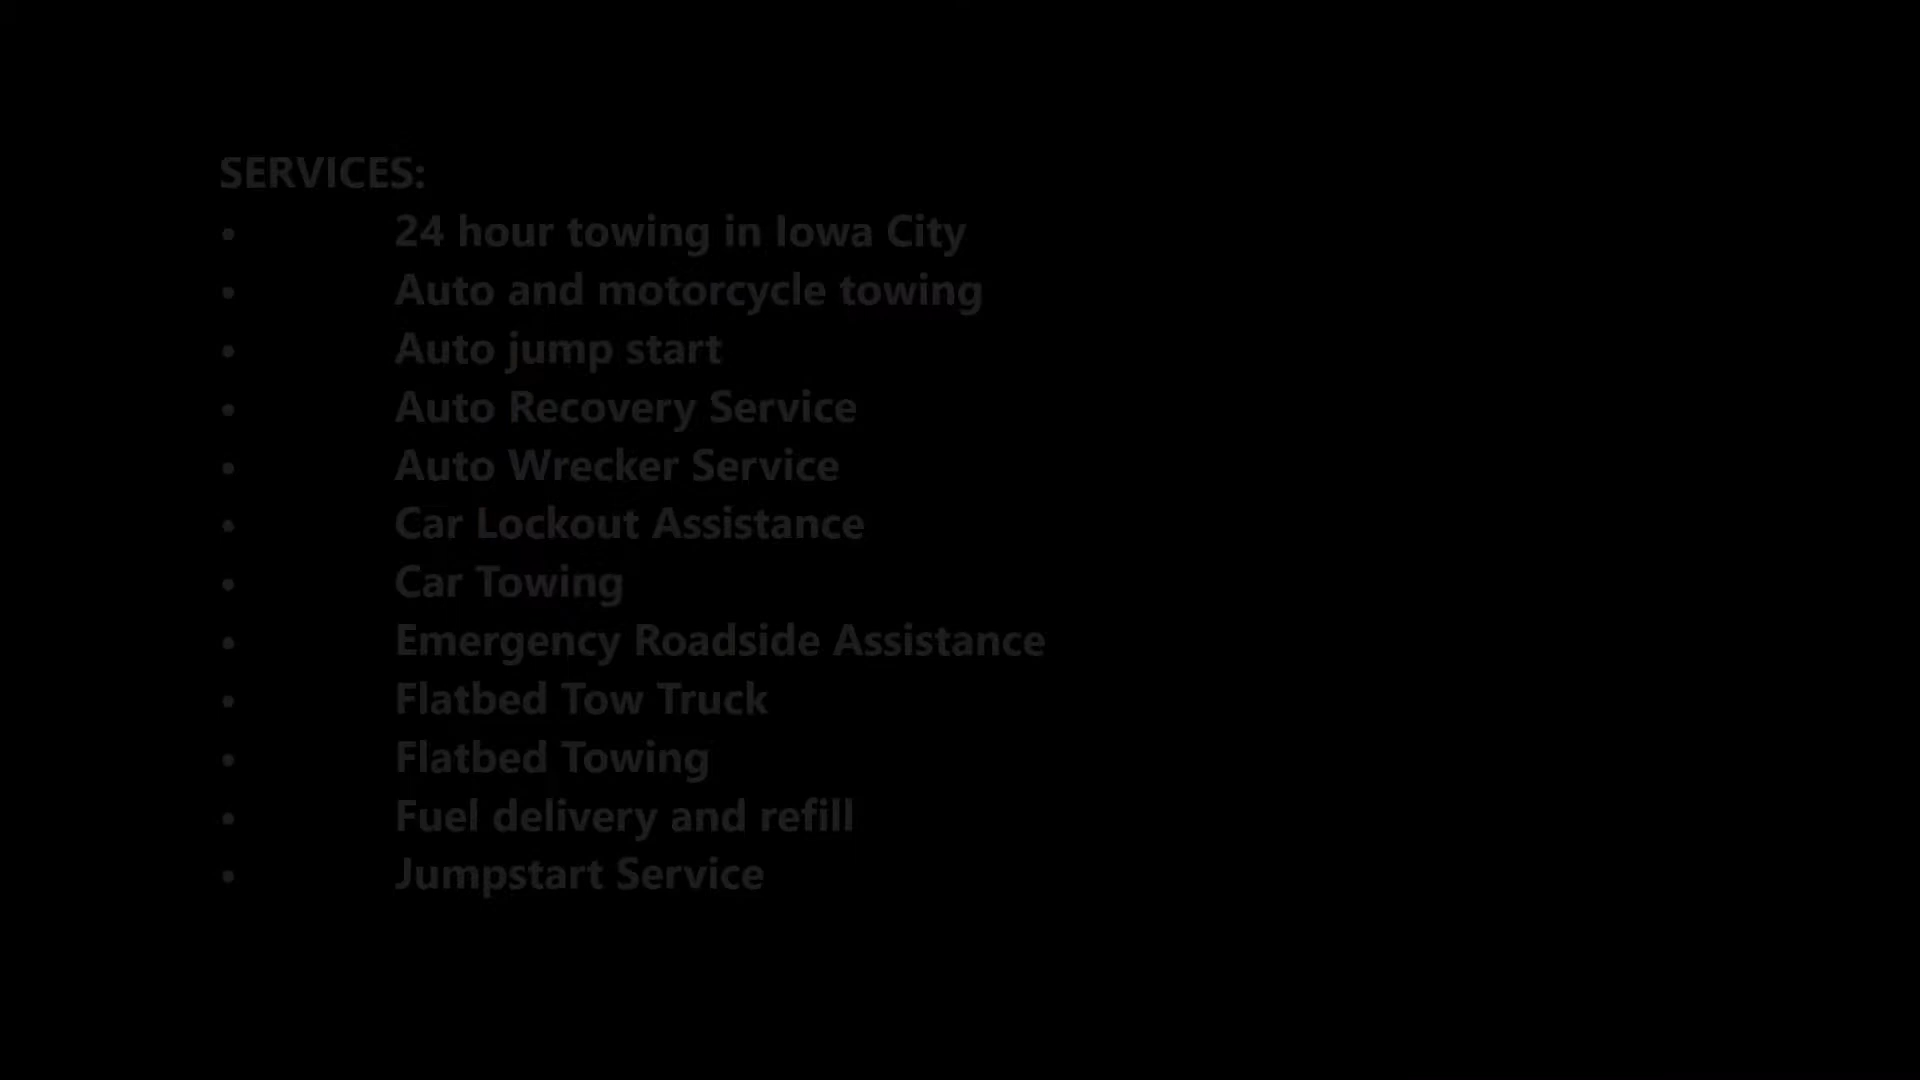 SERVICES:
• 24 hour towing in Iowa City
• Auto and motorcycle towing
• Auto jump start
• Auto Recovery Service
• Auto Wrecker Service
• Car Lockout Assistance
• Car Towing
• Emergency Roadside Assistance
• Flatbed Tow Truck
• Flatbed Towing
• Fuel delivery and refill
• Jumpstart Service